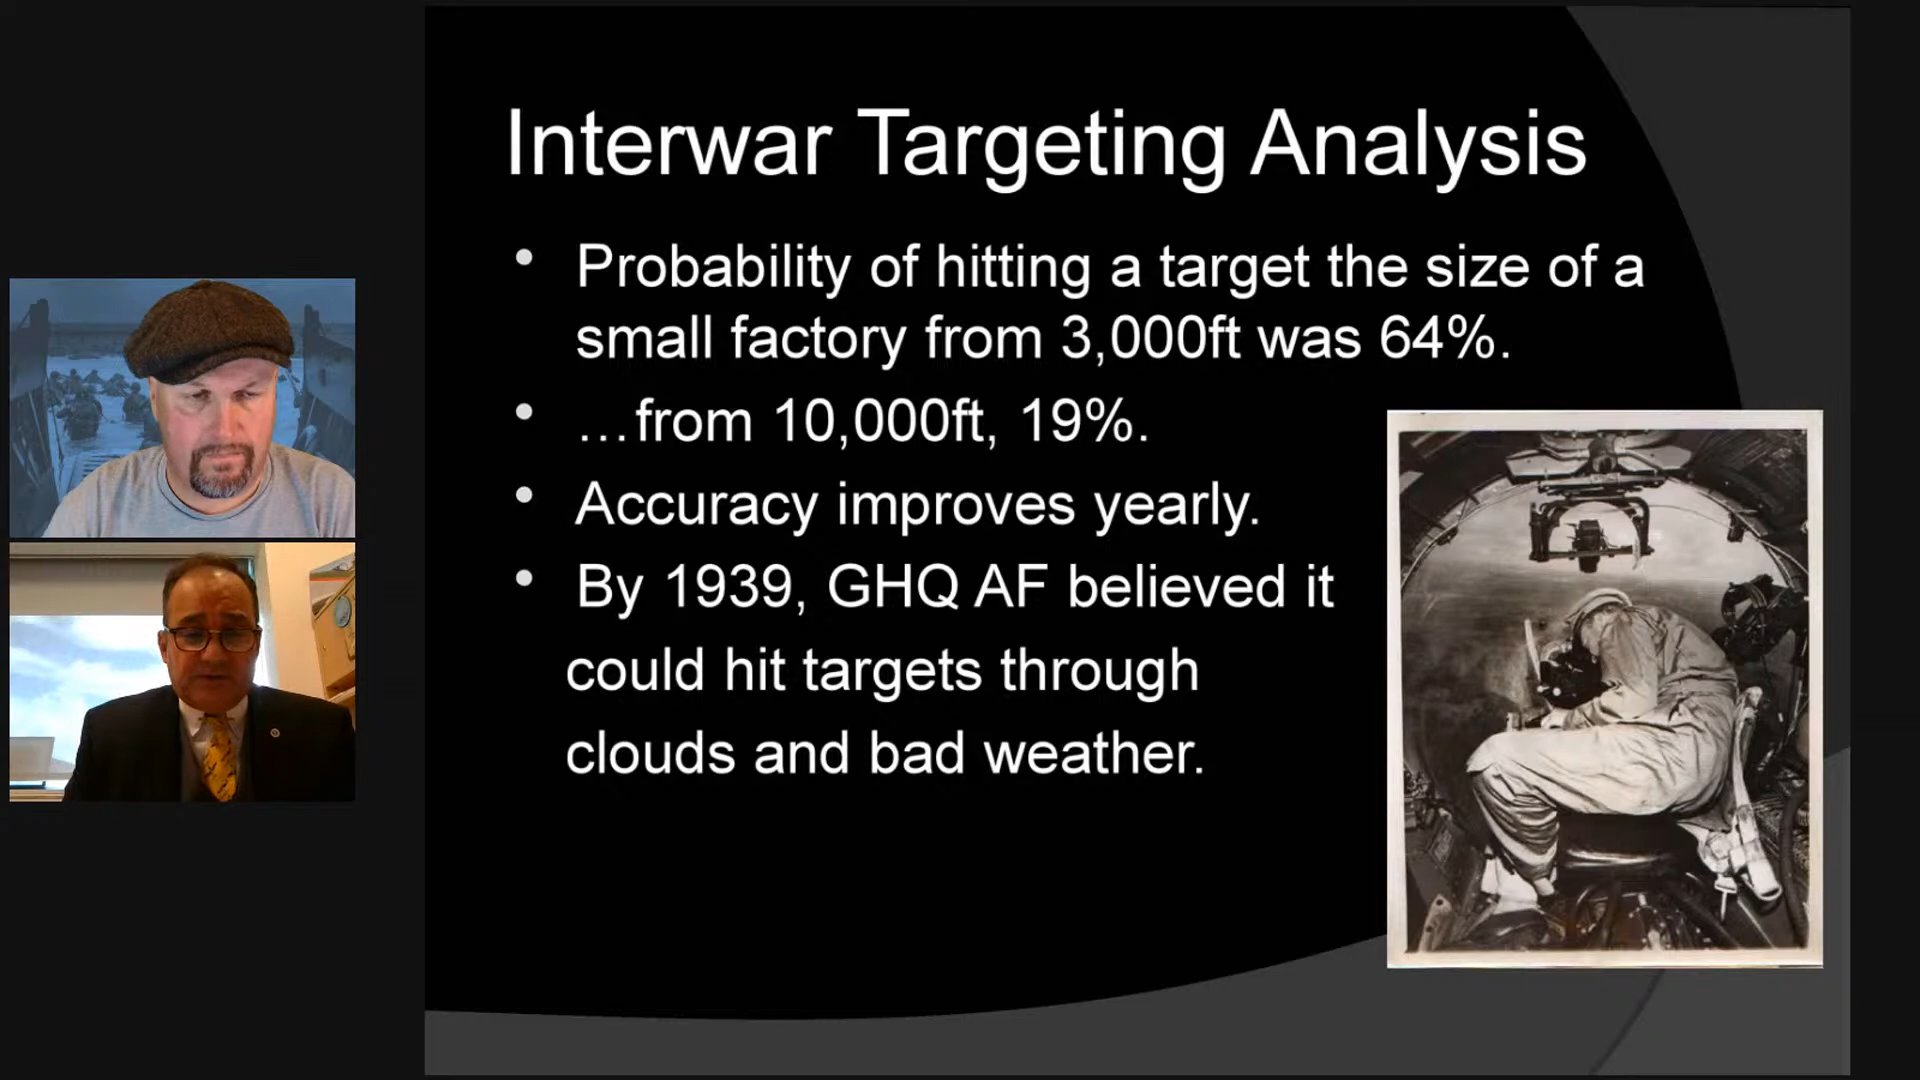 Interwar Targeting Analysis
• Probability of hitting a target the size of a
small factory from 3,000ft was 64%.
• …from 10,000ft, 19%.
• Accuracy improves yearly.
• By 1939, GHQ AF believed it
could hit targets through
clouds and bad weather.